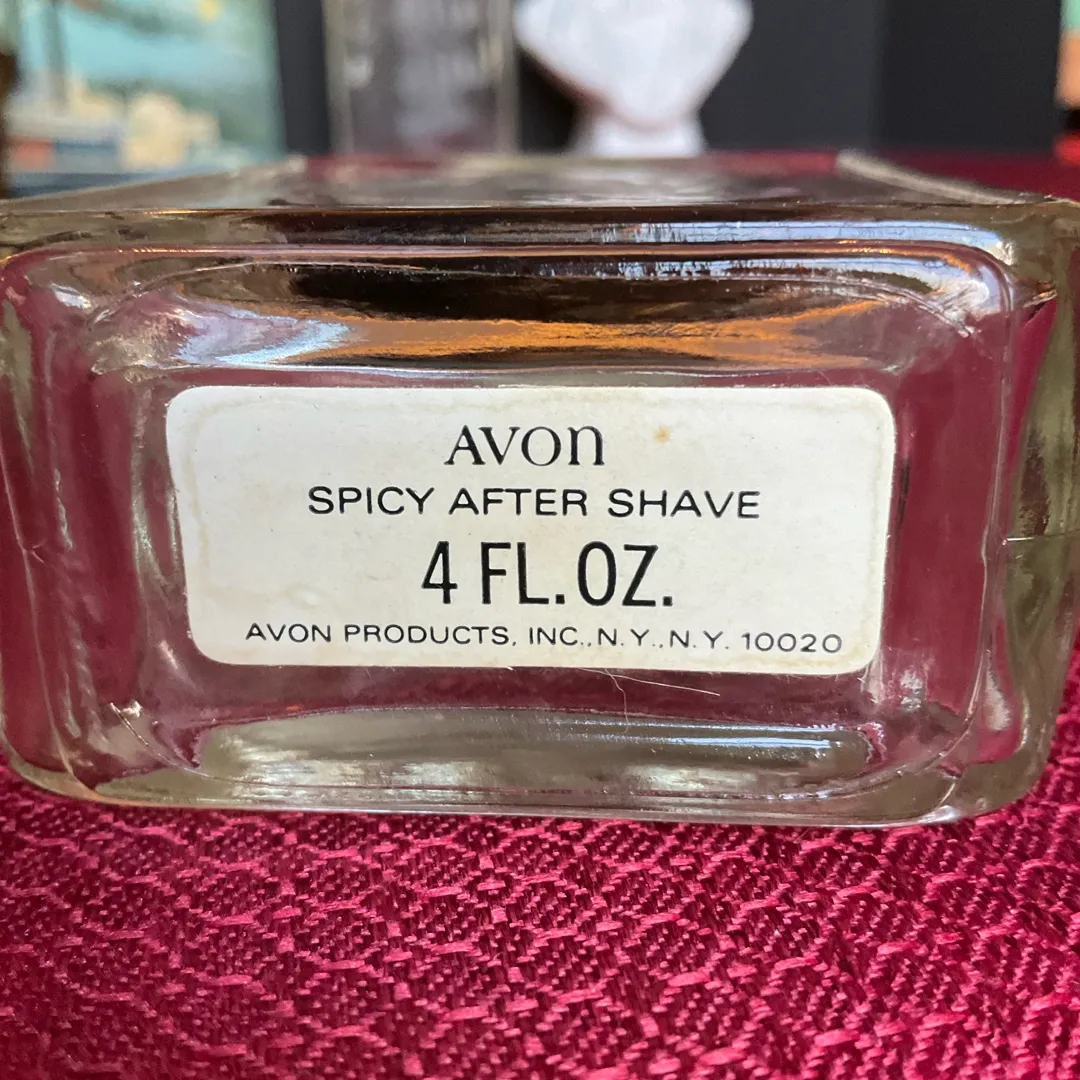 AVON
SPICY AFTER SHAVE
4 FL.OZ.
AVON PRODUCTS, INC., N.Y., N.Y. 10020